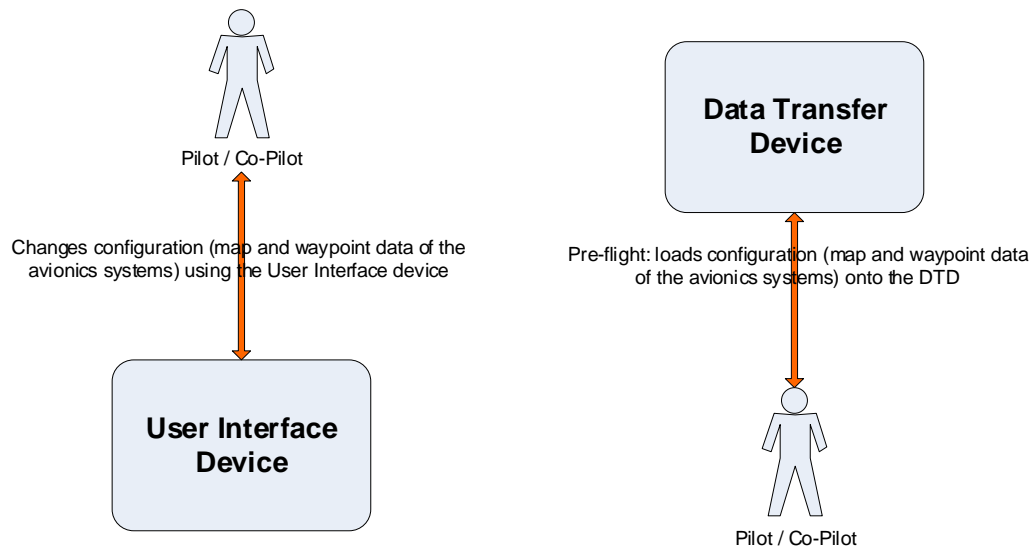 Pilot / Co-Pilot
Changes configuration (map and waypoint data of the
avionics systems) using the User Interface device
User Interface
Device
Data Transfer
Device
Pre-flight: loads configuration (map and waypoint data
of the avionics systems) onto the DTD
Pilot / Co-Pilot